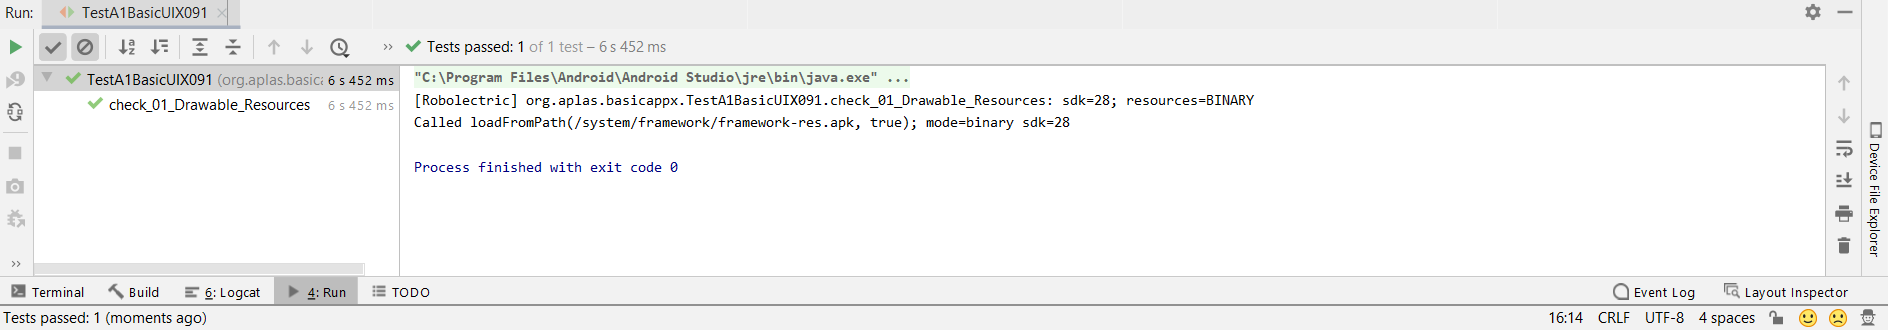 Run: TestA1BasicUIX091
Tests passed: 1 of 1 test – 6 s 452 ms
TestA1BasicUIX091 (org.aplas.basica 6 s 452 ms
check_01_Drawable_Resources 6 s 452 ms
"C:\Program Files\Android\Android Studio\jre\bin\java.exe" ...
[Robolectric] org.aplas.basicappx.TestA1BasicUIX091.check_01_Drawable_Resources: sdk=28; resources=BINARY
Called loadFromPath(/system/framework/framework-res.apk, true); mode=binary sdk=28
Process finished with exit code 0
Device File Explorer
Terminal Build 6: Logcat 4: Run TODO Event Log Layout Inspector
Tests passed: 1 (moments ago) 16:14 CRLF UTF-8 4 spaces